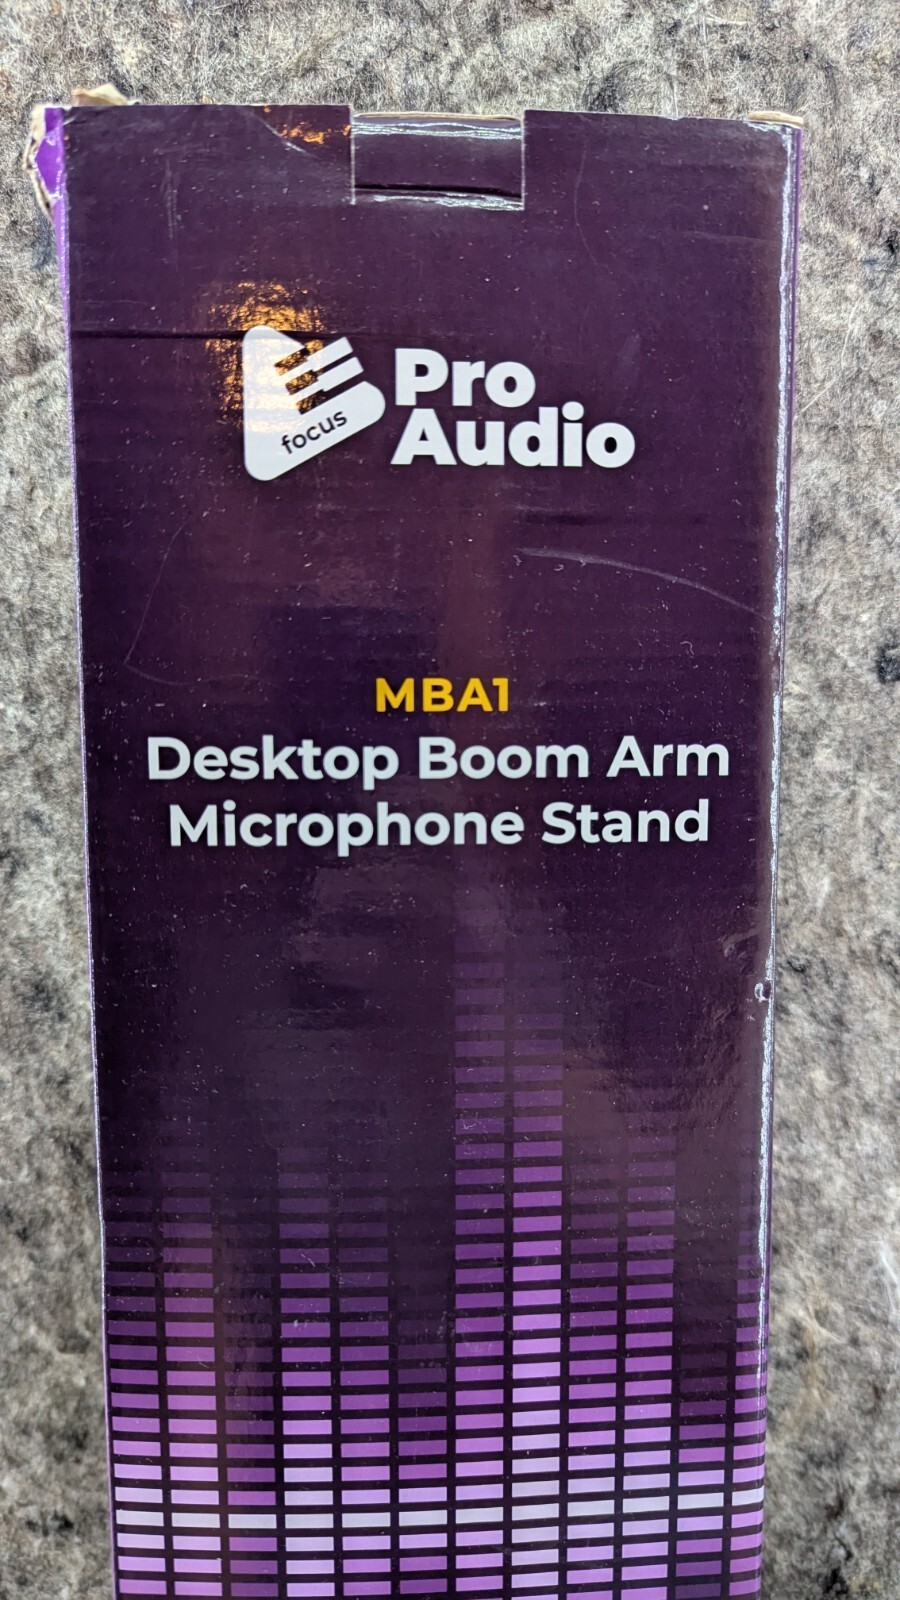 focus
Pro
Audio
MBA1
Desktop Boom Arm
Microphone Stand